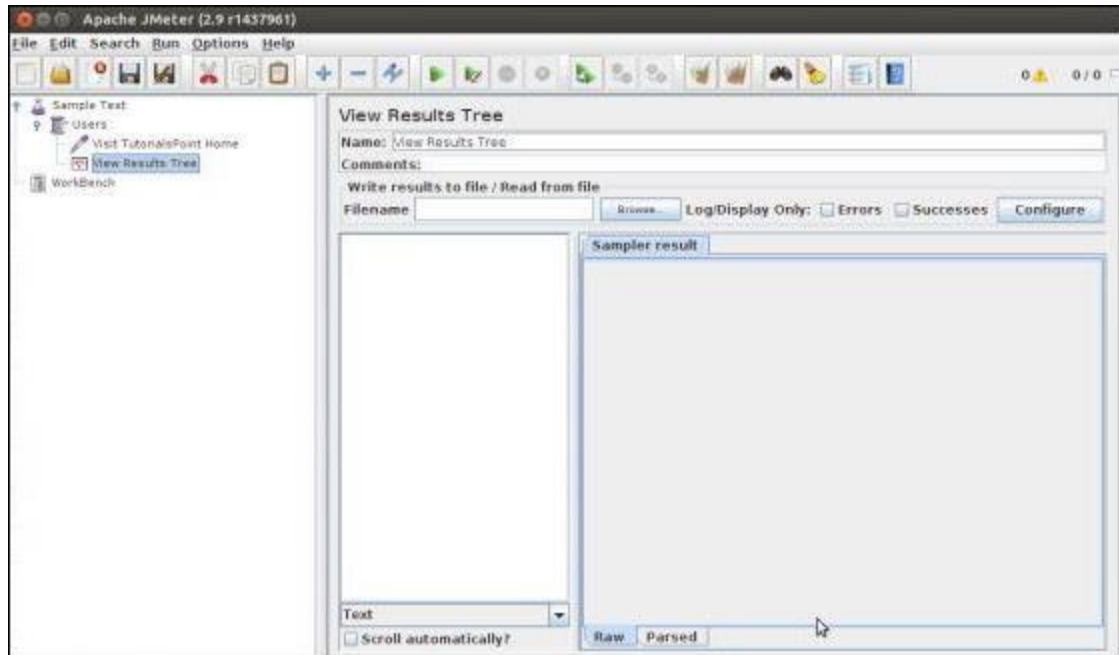 Apache JMeter (2.9 r1437961)
File Edit Search Run Options Help
0 0 / 0
Sample Text
Users
Visit TutorialsPoint Home
View Results Tree
WorkBench
View Results Tree
Name: View Results Tree
Comments:
Write results to file / Read from file
Filename Browse... Log/Display Only: Errors Successes Configure
Sampler result
Text
Scroll automatically?
Raw Parsed